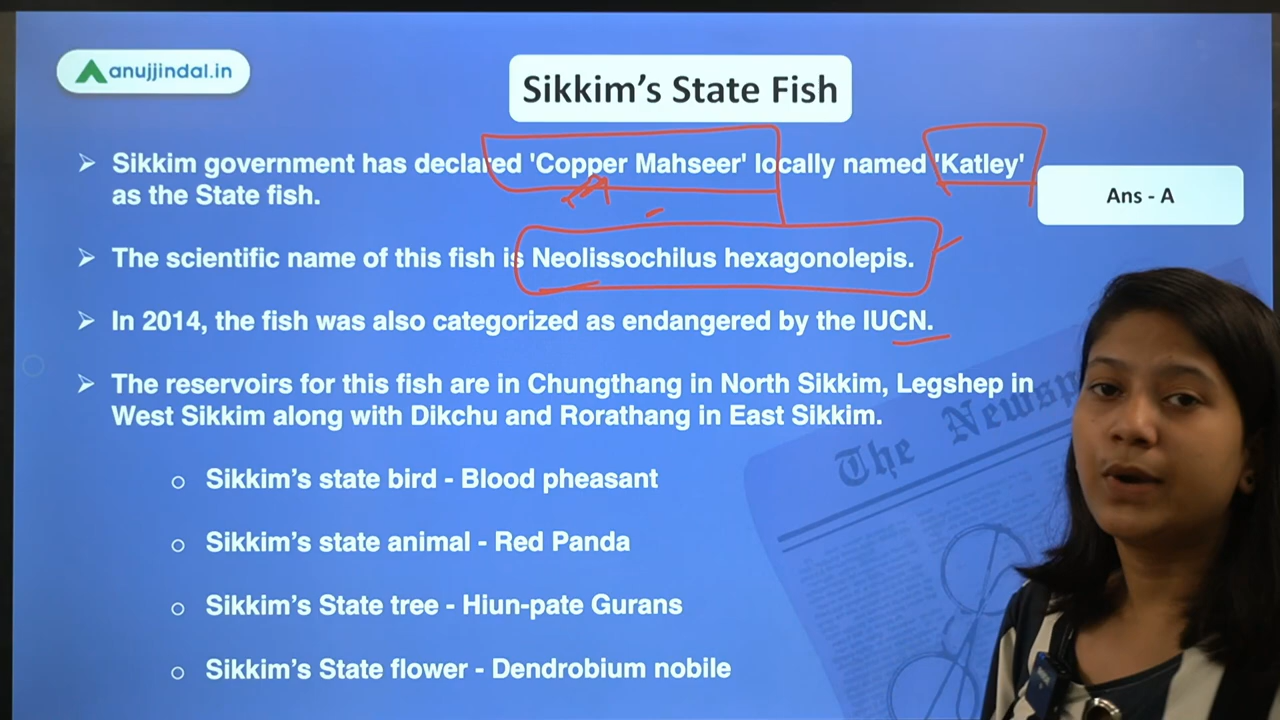 anujjindal.in
Sikkim's State Fish
Sikkim government has declared 'Copper Mahseer' locally named 'Katley'
as the State fish.
Ans - A
The scientific name of this fish is Neolissochilus hexagonolepis.
In 2014, the fish was also categorized as endangered by the IUCN.
The reservoirs for this fish are in Chungthang in North Sikkim, Legshep in
West Sikkim along with Dikchu and Rorathang in East Sikkim.
The Newsp
Sikkim's state bird - Blood pheasant
Sikkim's state animal - Red Panda
Sikkim's State tree - Hiun-pate Gurans
Sikkim's State flower - Dendrobium nobile